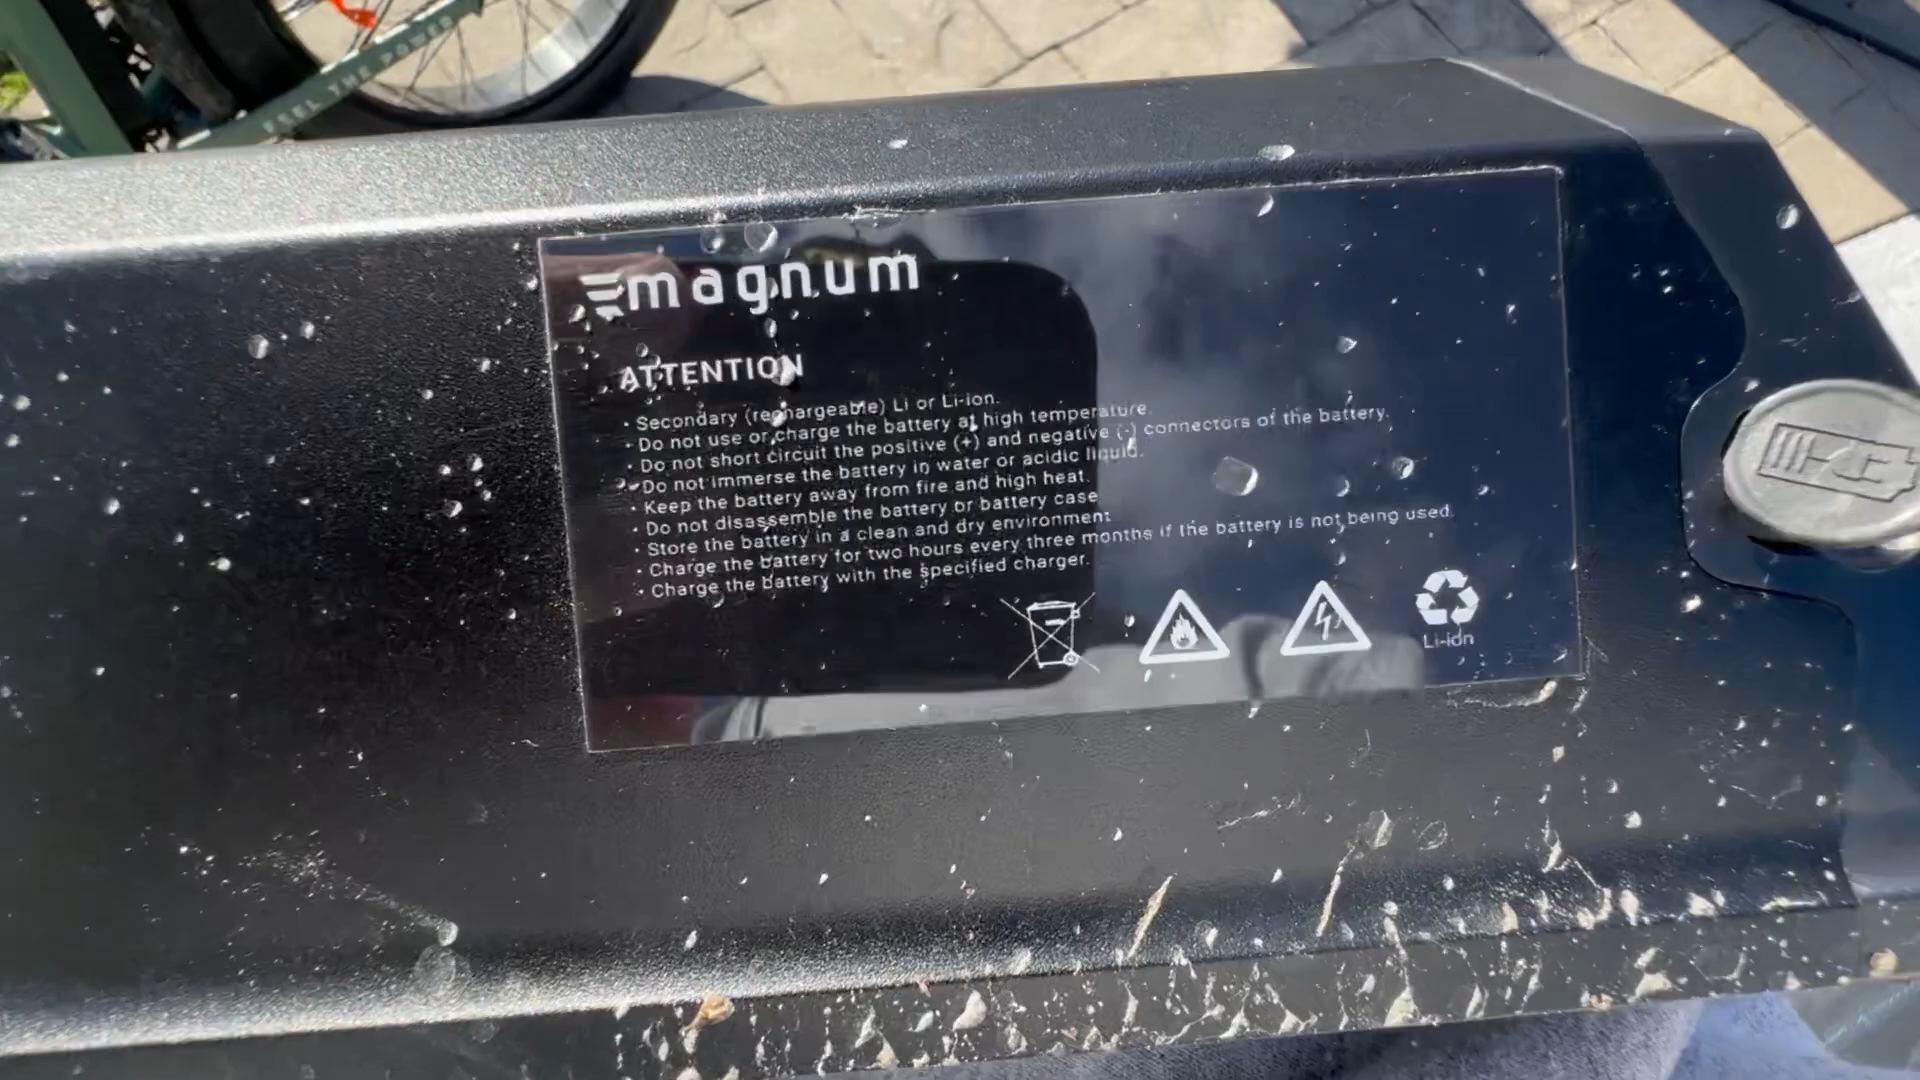 FEEL THE POWER
magnum
ATTENTION
• Secondary (rechargeable) Li or Li-ion.
• Do not use or charge the battery at high temperature.
• Do not short circuit the positive (+) and negative (-) connectors of the battery.
• Do not immerse the battery in water or acidic liquid.
• Keep the battery away from fire and high heat.
• Do not disassemble the battery or battery case
• Store the battery in a clean and dry environment
• Charge the battery for two hours every three months if the battery is not being used.
• Charge the battery with the specified charger.
Li-ion